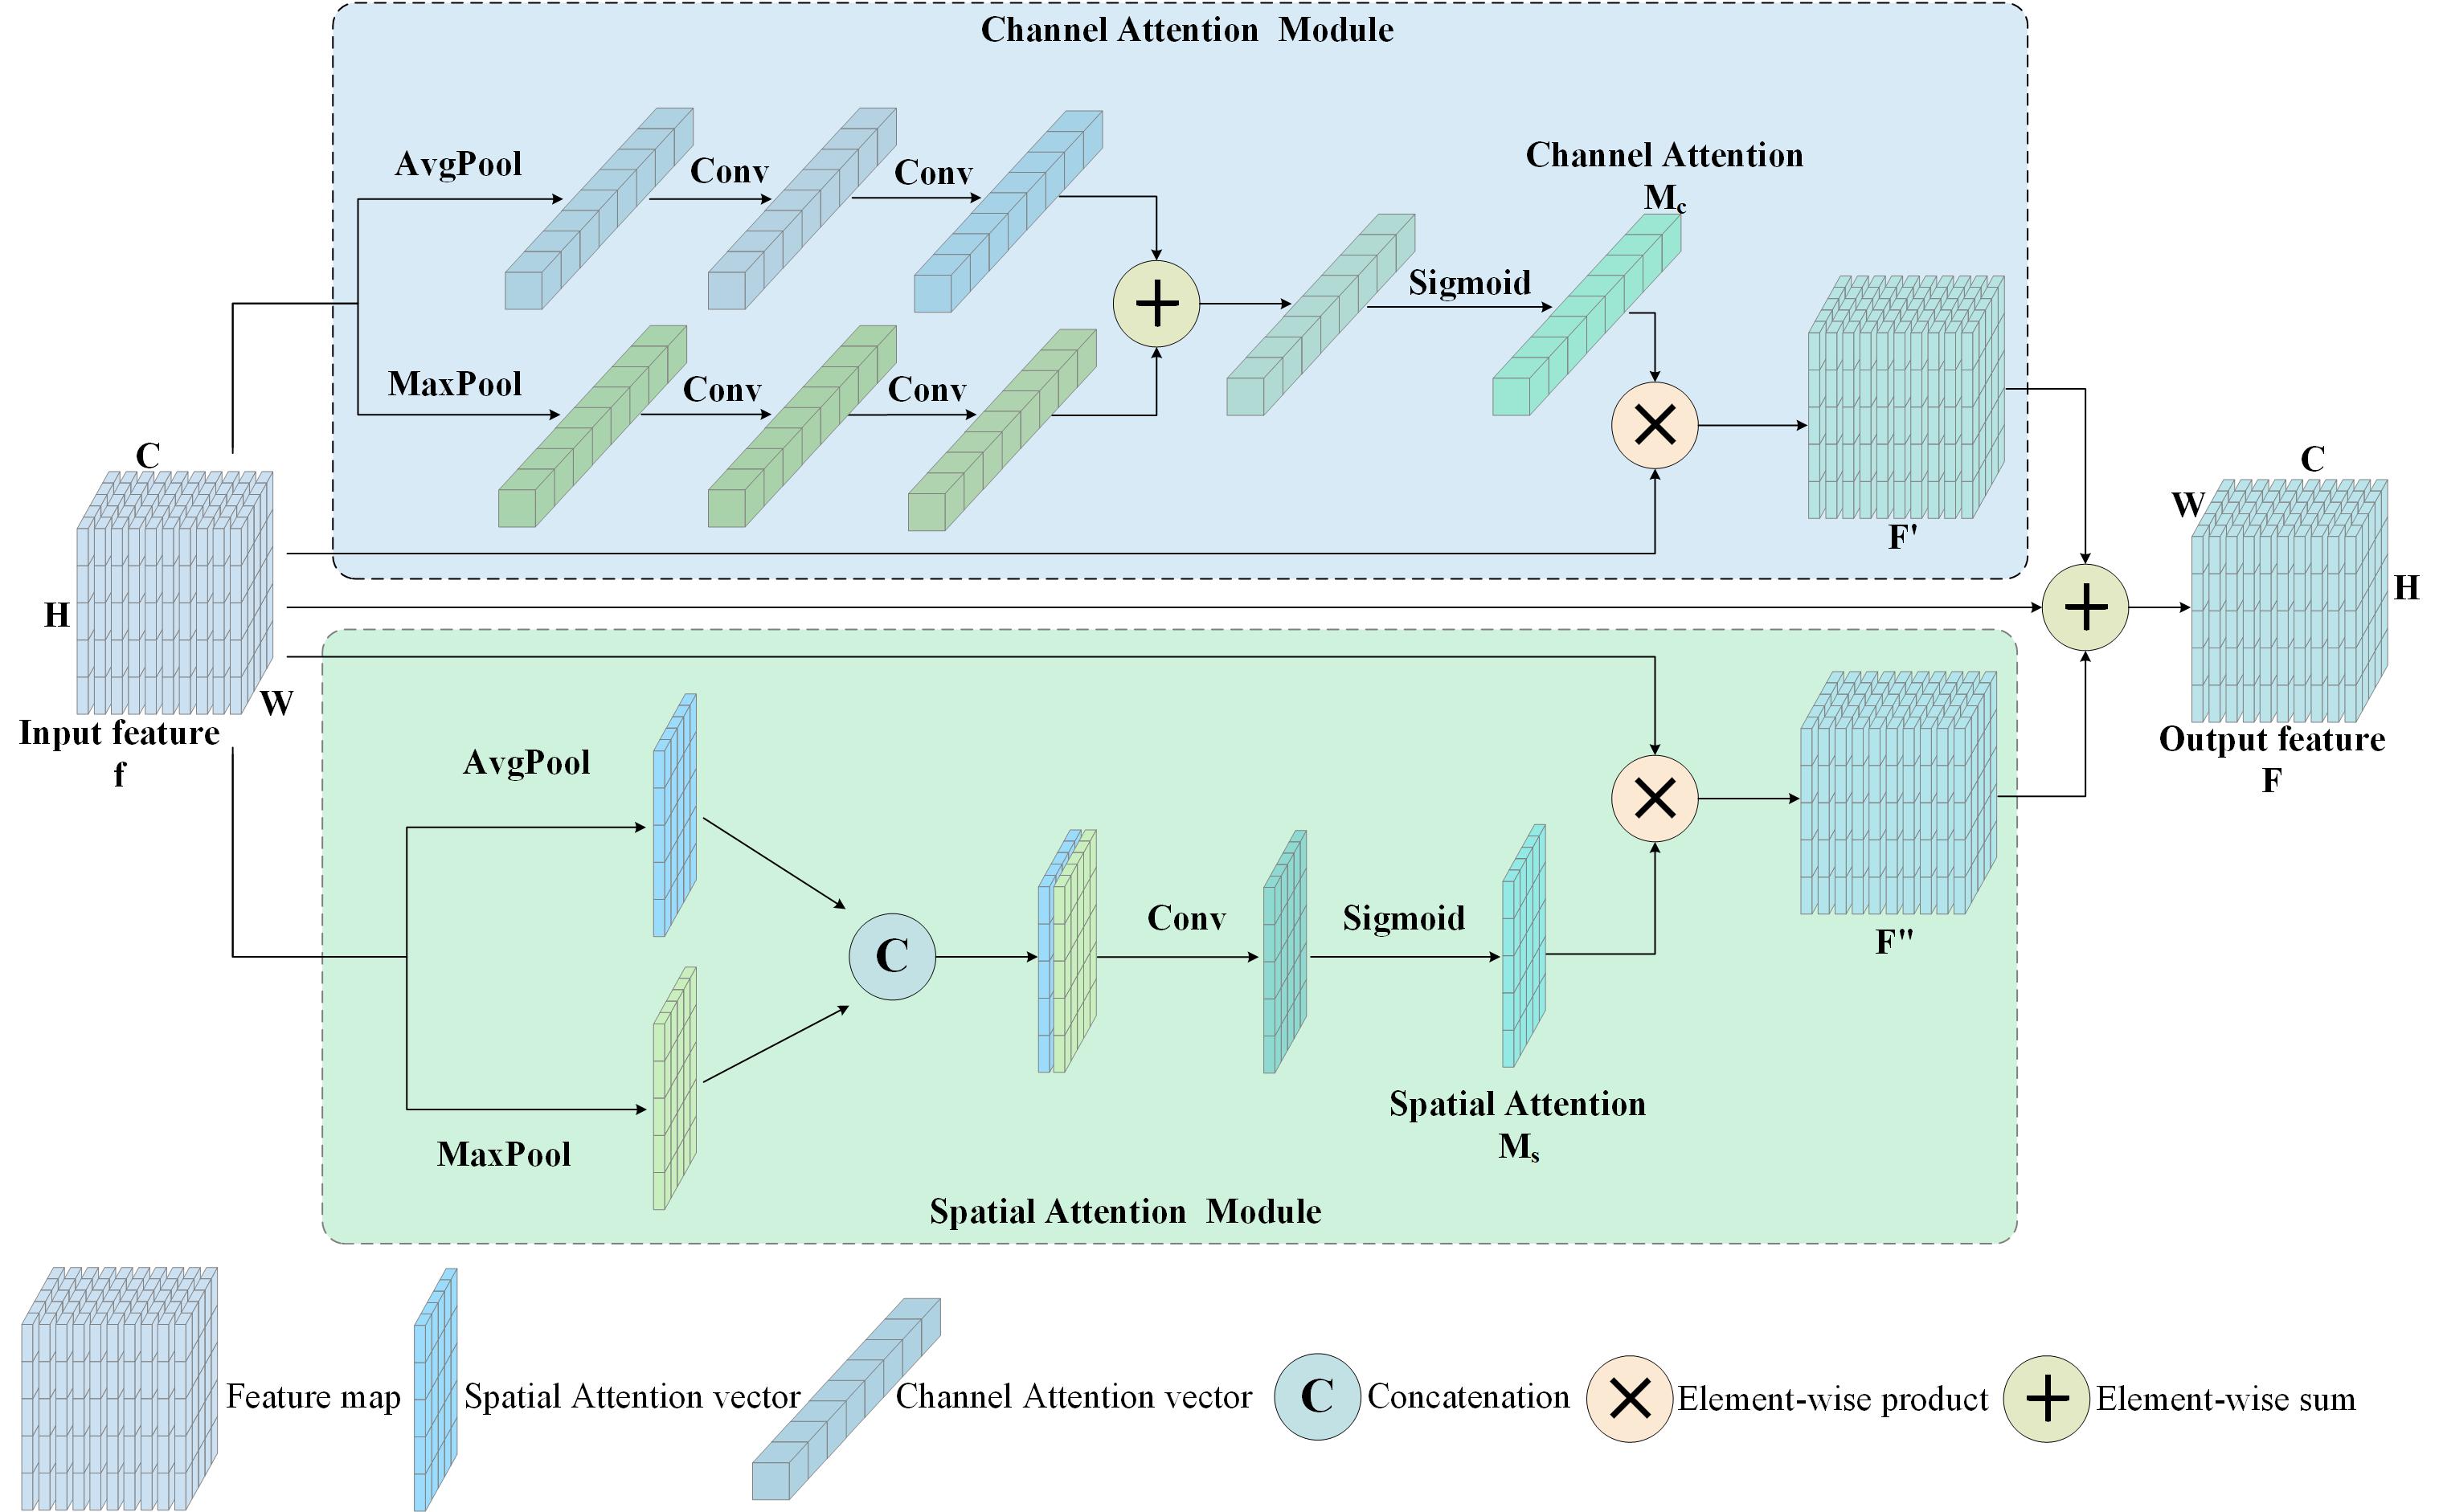 Channel Attention Module
AvgPool
Conv
Conv
Channel Attention
Mc
Sigmoid
MaxPool
Conv
Conv
F'
C
H
W
Input feature
f
C
W
H
Output feature
F
AvgPool
C
Conv
Sigmoid
F"
MaxPool
Spatial Attention
Ms
Spatial Attention Module
Feature map
Spatial Attention vector
Channel Attention vector
C
Concatenation
Element-wise product
Element-wise sum